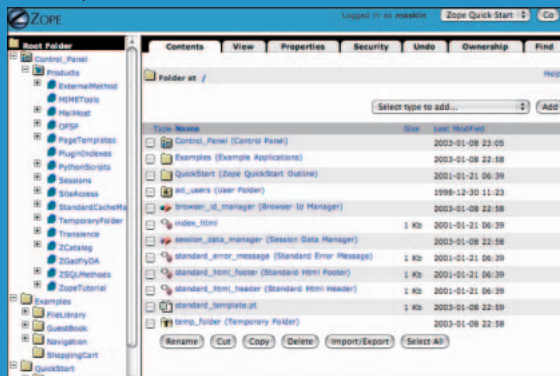 ZOPE
Logged in as maskin
Zope Quick Start
Go
Root Folder
Control_Panel
Products
ExternalMethod
MIMETools
MailHost
OFSP
PageTemplates
PluginIndexes
PythonScripts
Sessions
SiteAccess
StandardCacheMa
TemporaryFolder
Transience
ZCatalog
ZGadflyDA
ZSQLMethods
ZopeTutorial
Examples
FileLibrary
GuestBook
Navigation
ShoppingCart
QuickStart
Contents View Properties Security Undo Ownership Find
Folder at /
Help
Select type to add...
Add
Type Name Size Last Modified
Control_Panel (Control Panel) 2003-01-08 23:05
Examples (Example Applications) 2003-01-08 22:58
QuickStart (Zope QuickStart Outline) 2001-01-21 06:39
acl_users (User Folder) 1998-12-30 11:23
browser_id_manager (Browser Id Manager) 2003-01-08 22:58
index_html 1 Kb 2001-01-21 06:39
session_data_manager (Session Data Manager) 2003-01-08 22:58
standard_error_message (Standard Error Message) 1 Kb 2001-01-21 06:39
standard_html_footer (Standard Html Footer) 1 Kb 2001-01-21 06:39
standard_html_header (Standard Html Header) 1 Kb 2001-01-21 06:39
standard_template.pt 1 Kb 2003-01-08 22:59
temp_folder (Temporary Folder) 2003-01-08 22:58
Rename Cut Copy Delete Import/Export Select All